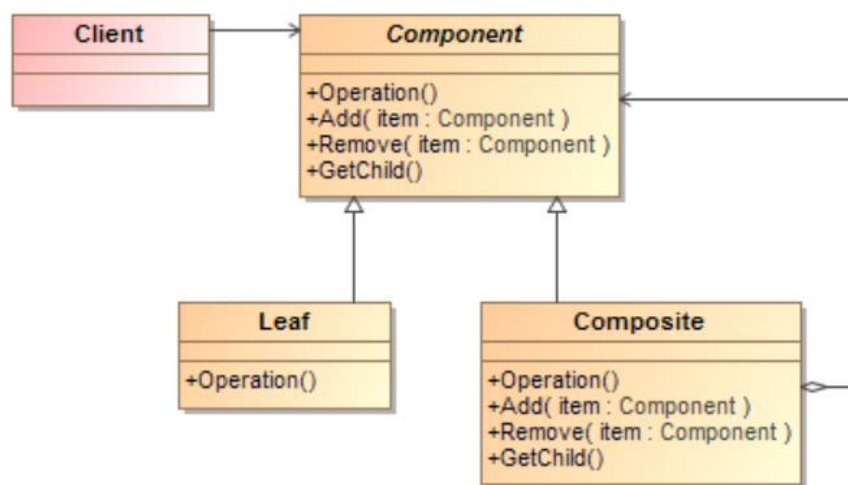 Client
Component
+Operation()
+Add( item : Component )
+Remove( item : Component )
+GetChild()
Leaf
+Operation()
Composite
+Operation()
+Add( item : Component )
+Remove( item : Component )
+GetChild()